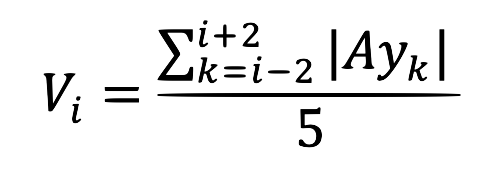 V_i = \frac{\sum_{k=i-2}^{i+2} |Ay_k|}{5}